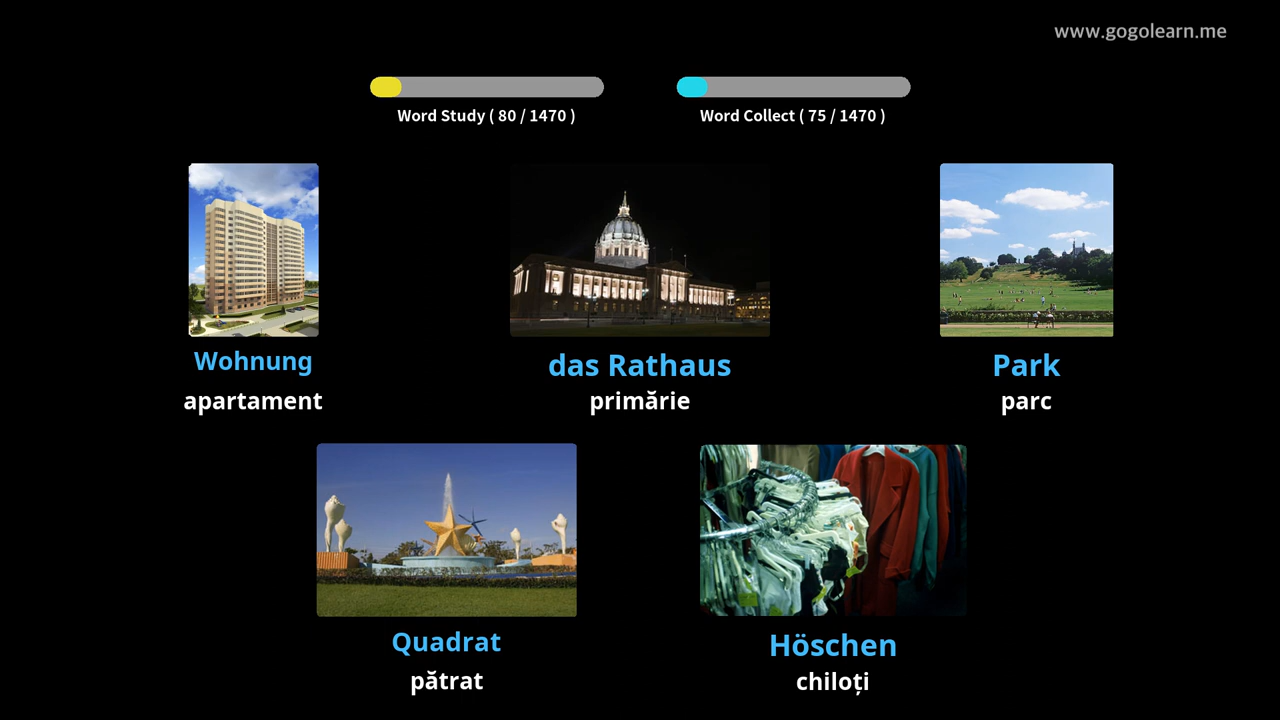 www.gogolearn.me
Word Study ( 80 / 1470 )
Word Collect ( 75 / 1470 )
Wohnung
apartament
das Rathaus
primărie
Park
parc
Quadrat
pătrat
Höschen
chiloți